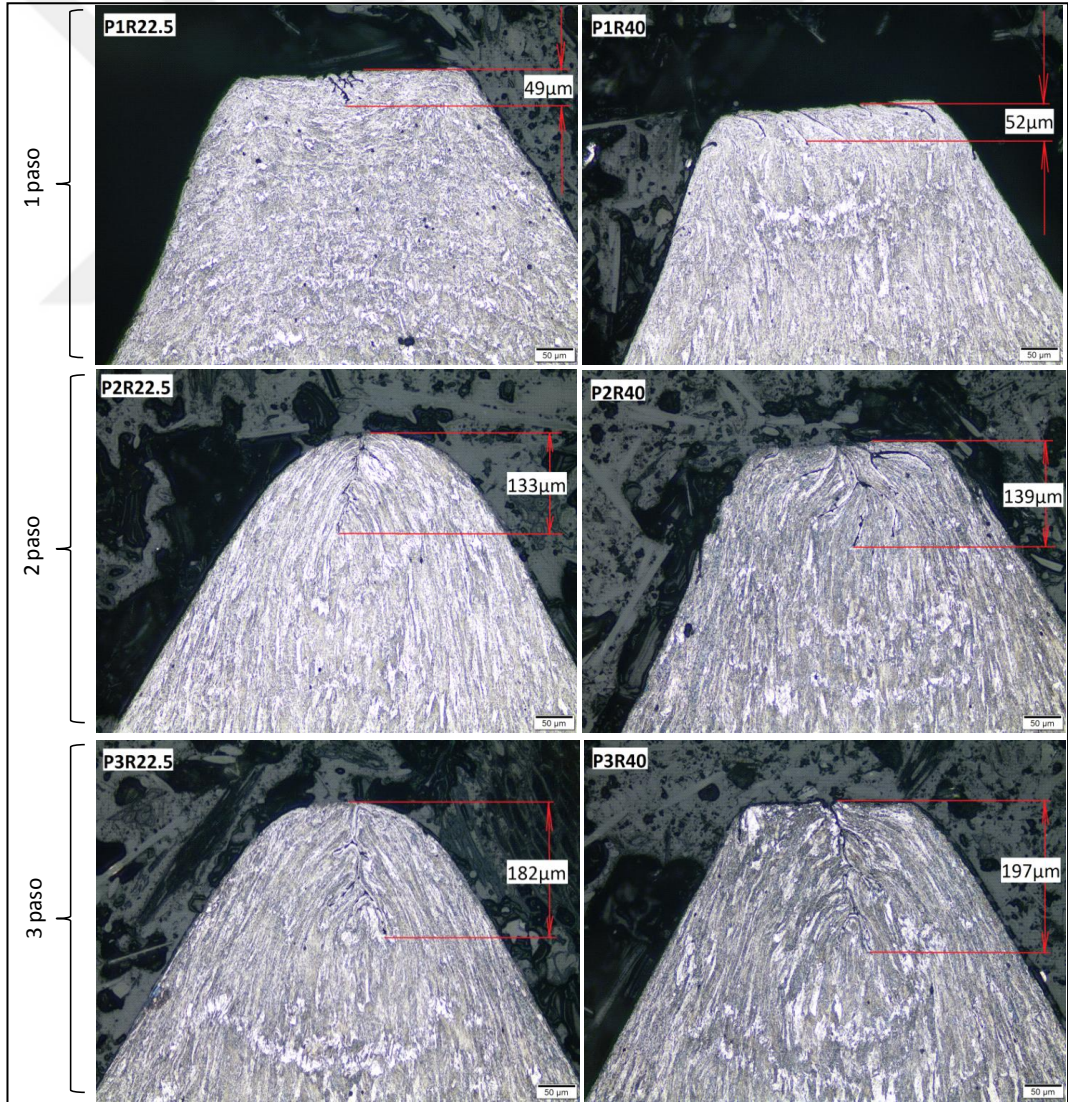 1 paso
P1R22.5
49µm
50 µm
P1R40
52µm
50 µm
2 paso
P2R22.5
133µm
50 µm
P2R40
139µm
50 µm
3 paso
P3R22.5
182µm
50 µm
P3R40
197µm
50 µm